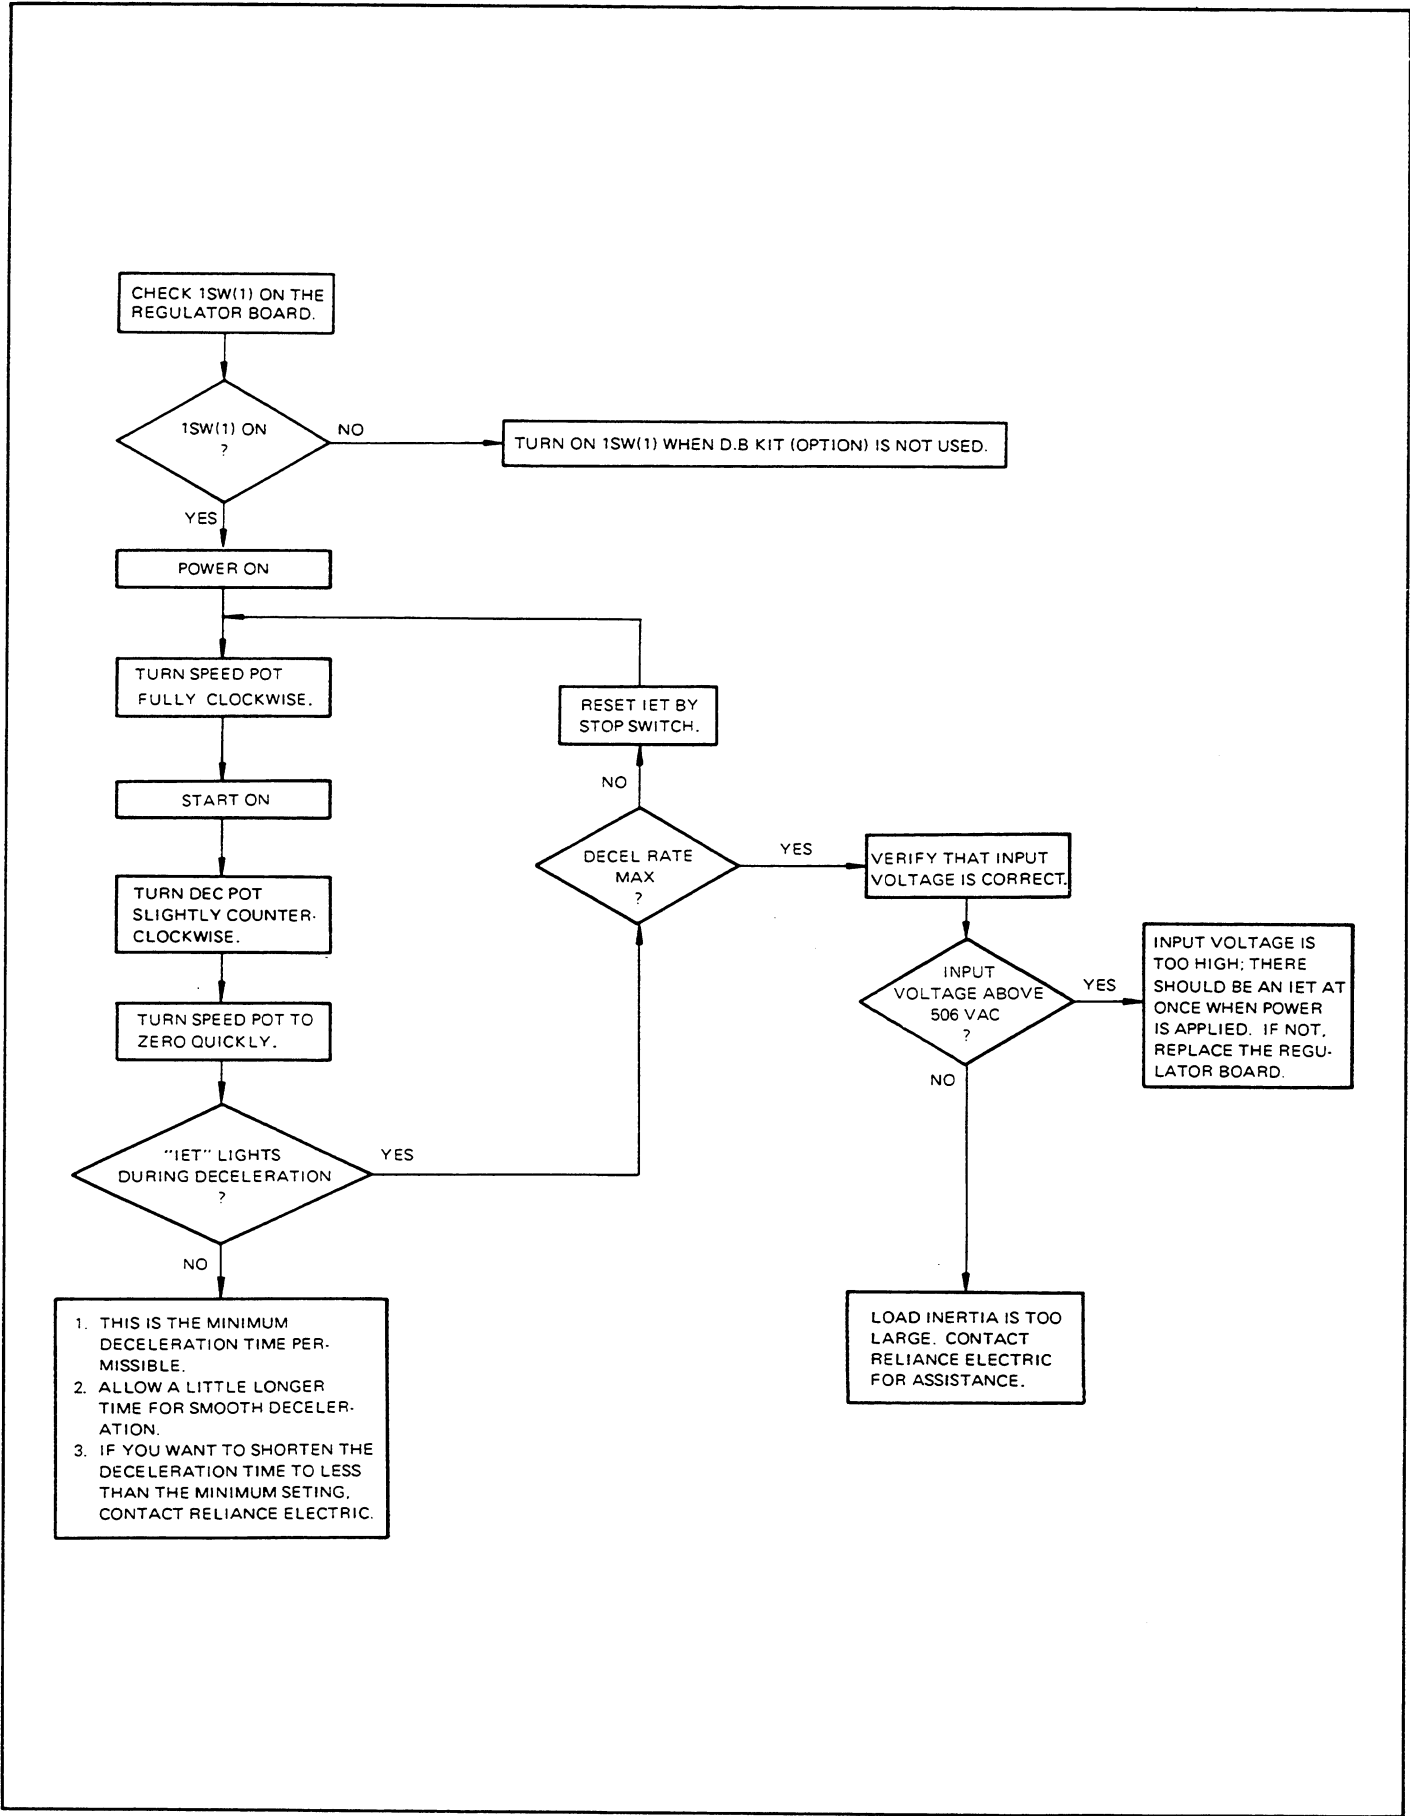 CHECK 1SW(1) ON THE
REGULATOR BOARD.
1SW(1) ON
?
NO
TURN ON 1SW(1) WHEN D.B KIT (OPTION) IS NOT USED.
YES
POWER ON
TURN SPEED POT
FULLY CLOCKWISE.
START ON
TURN DEC POT
SLIGHTLY COUNTER-
CLOCKWISE.
TURN SPEED POT TO
ZERO QUICKLY.
"IET" LIGHTS
DURING DECELERATION
?
YES
NO
1. THIS IS THE MINIMUM
DECELERATION TIME PER-
MISSIBLE.
2. ALLOW A LITTLE LONGER
TIME FOR SMOOTH DECELER-
ATION.
3. IF YOU WANT TO SHORTEN THE
DECELERATION TIME TO LESS
THAN THE MINIMUM SETING,
CONTACT RELIANCE ELECTRIC.
RESET IET BY
STOP SWITCH.
NO
DECEL RATE
MAX
?
YES
VERIFY THAT INPUT
VOLTAGE IS CORRECT.
INPUT
VOLTAGE ABOVE
506 VAC
?
YES
INPUT VOLTAGE IS
TOO HIGH; THERE
SHOULD BE AN IET AT
ONCE WHEN POWER
IS APPLIED. IF NOT,
REPLACE THE REGU-
LATOR BOARD.
NO
LOAD INERTIA IS TOO
LARGE. CONTACT
RELIANCE ELECTRIC
FOR ASSISTANCE.